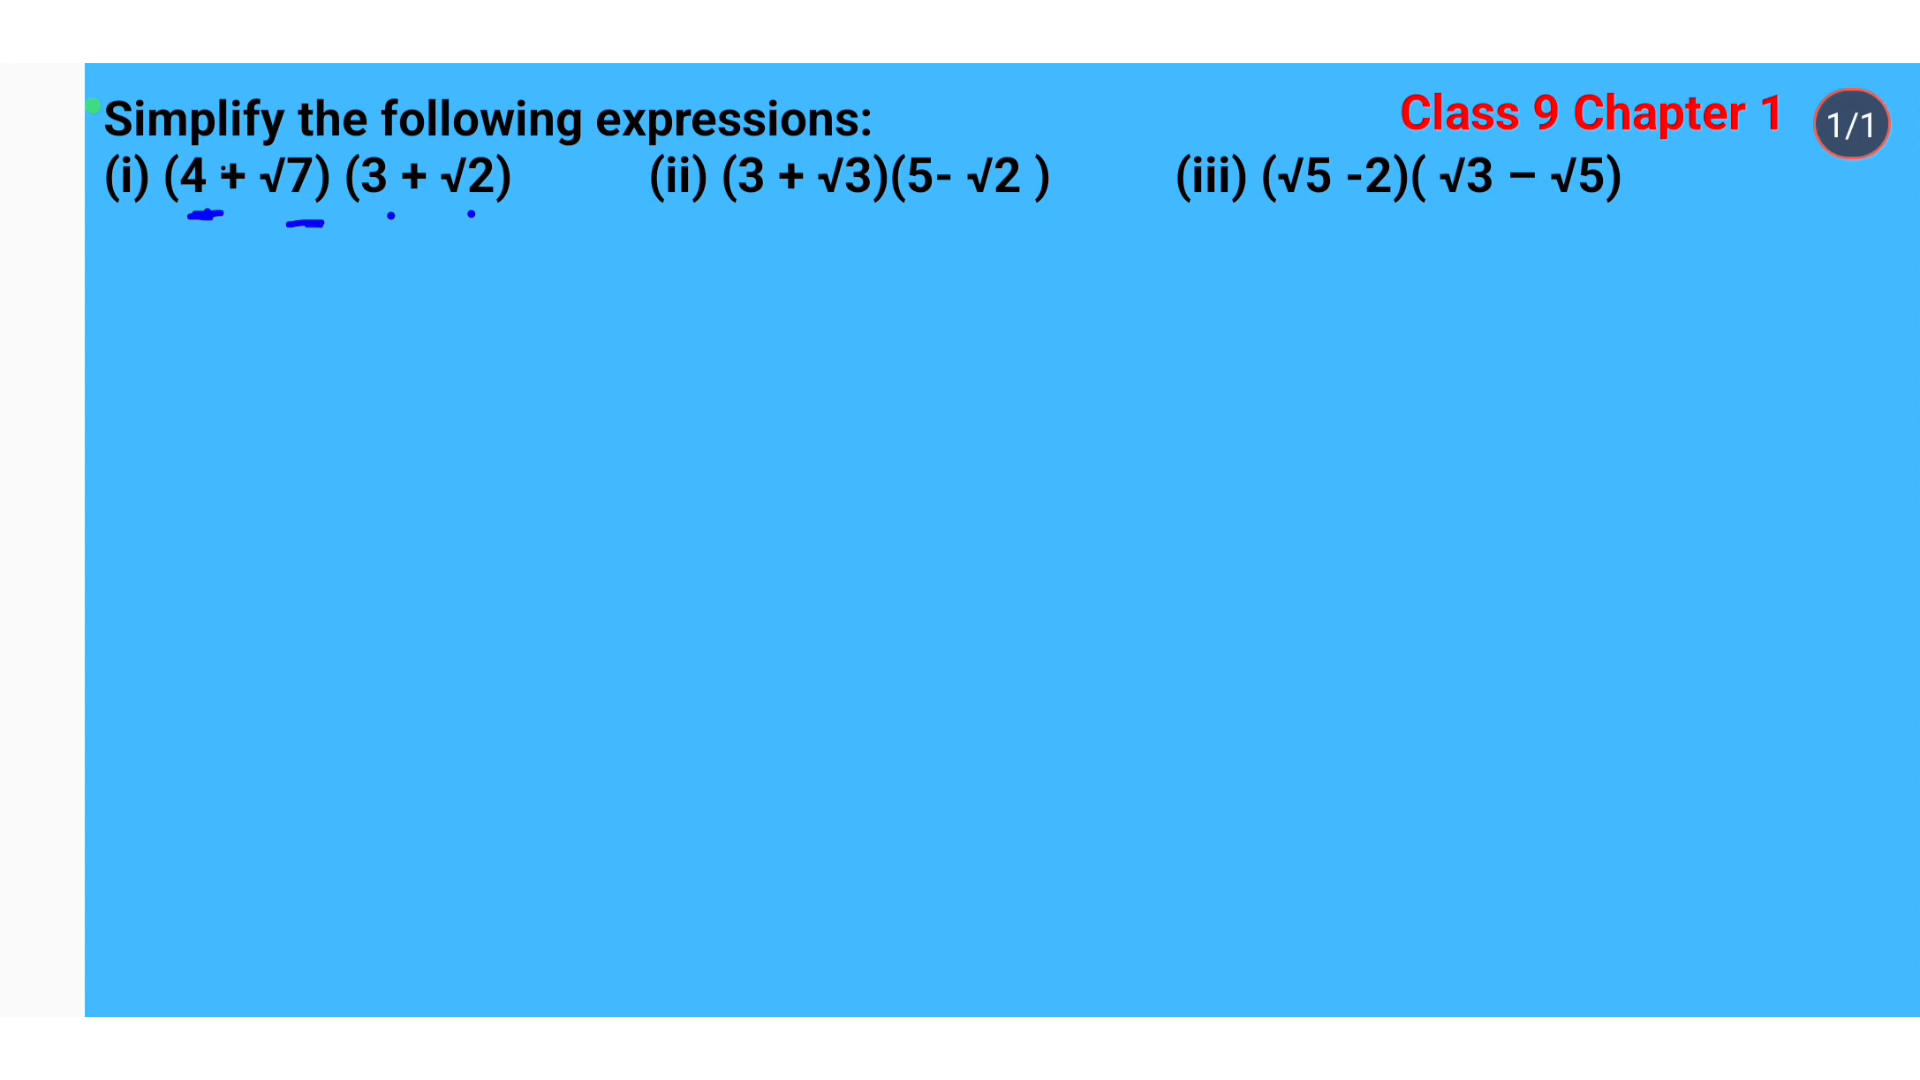 Simplify the following expressions:
Class 9 Chapter 1
1/1
(i) (4 + √7) (3 + √2) (ii) (3 + √3)(5- √2 ) (iii) (√5 -2)( √3 – √5)